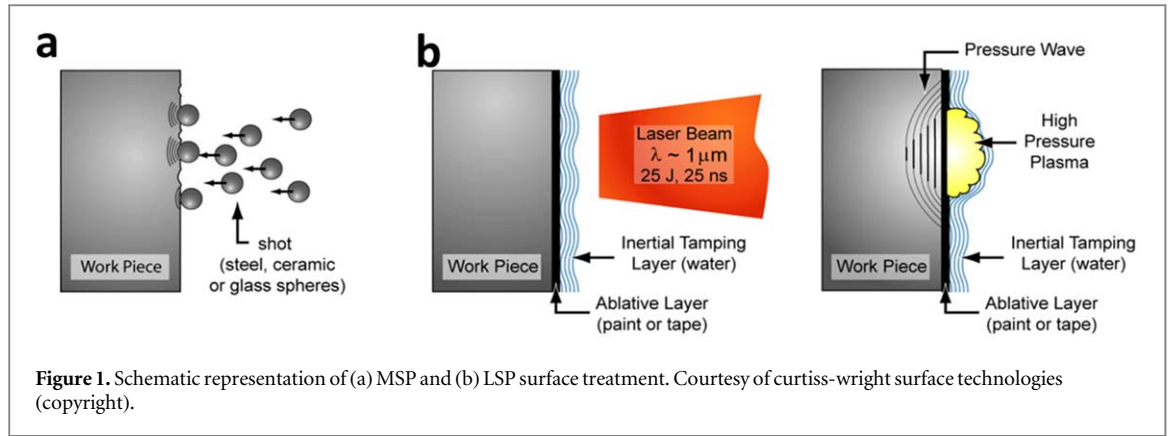 a
Work Piece
shot
(steel, ceramic
or glass spheres)
b
Work Piece
Laser Beam
λ ~ 1μm
25 J, 25 ns
Inertial Tamping
Layer (water)
Ablative Layer
(paint or tape)
Pressure Wave
High
Pressure
Plasma
Work Piece
Inertial Tamping
Layer (water)
Ablative Layer
(paint or tape)
Figure 1. Schematic representation of (a) MSP and (b) LSP surface treatment. Courtesy of curtiss-wright surface technologies
(copyright).